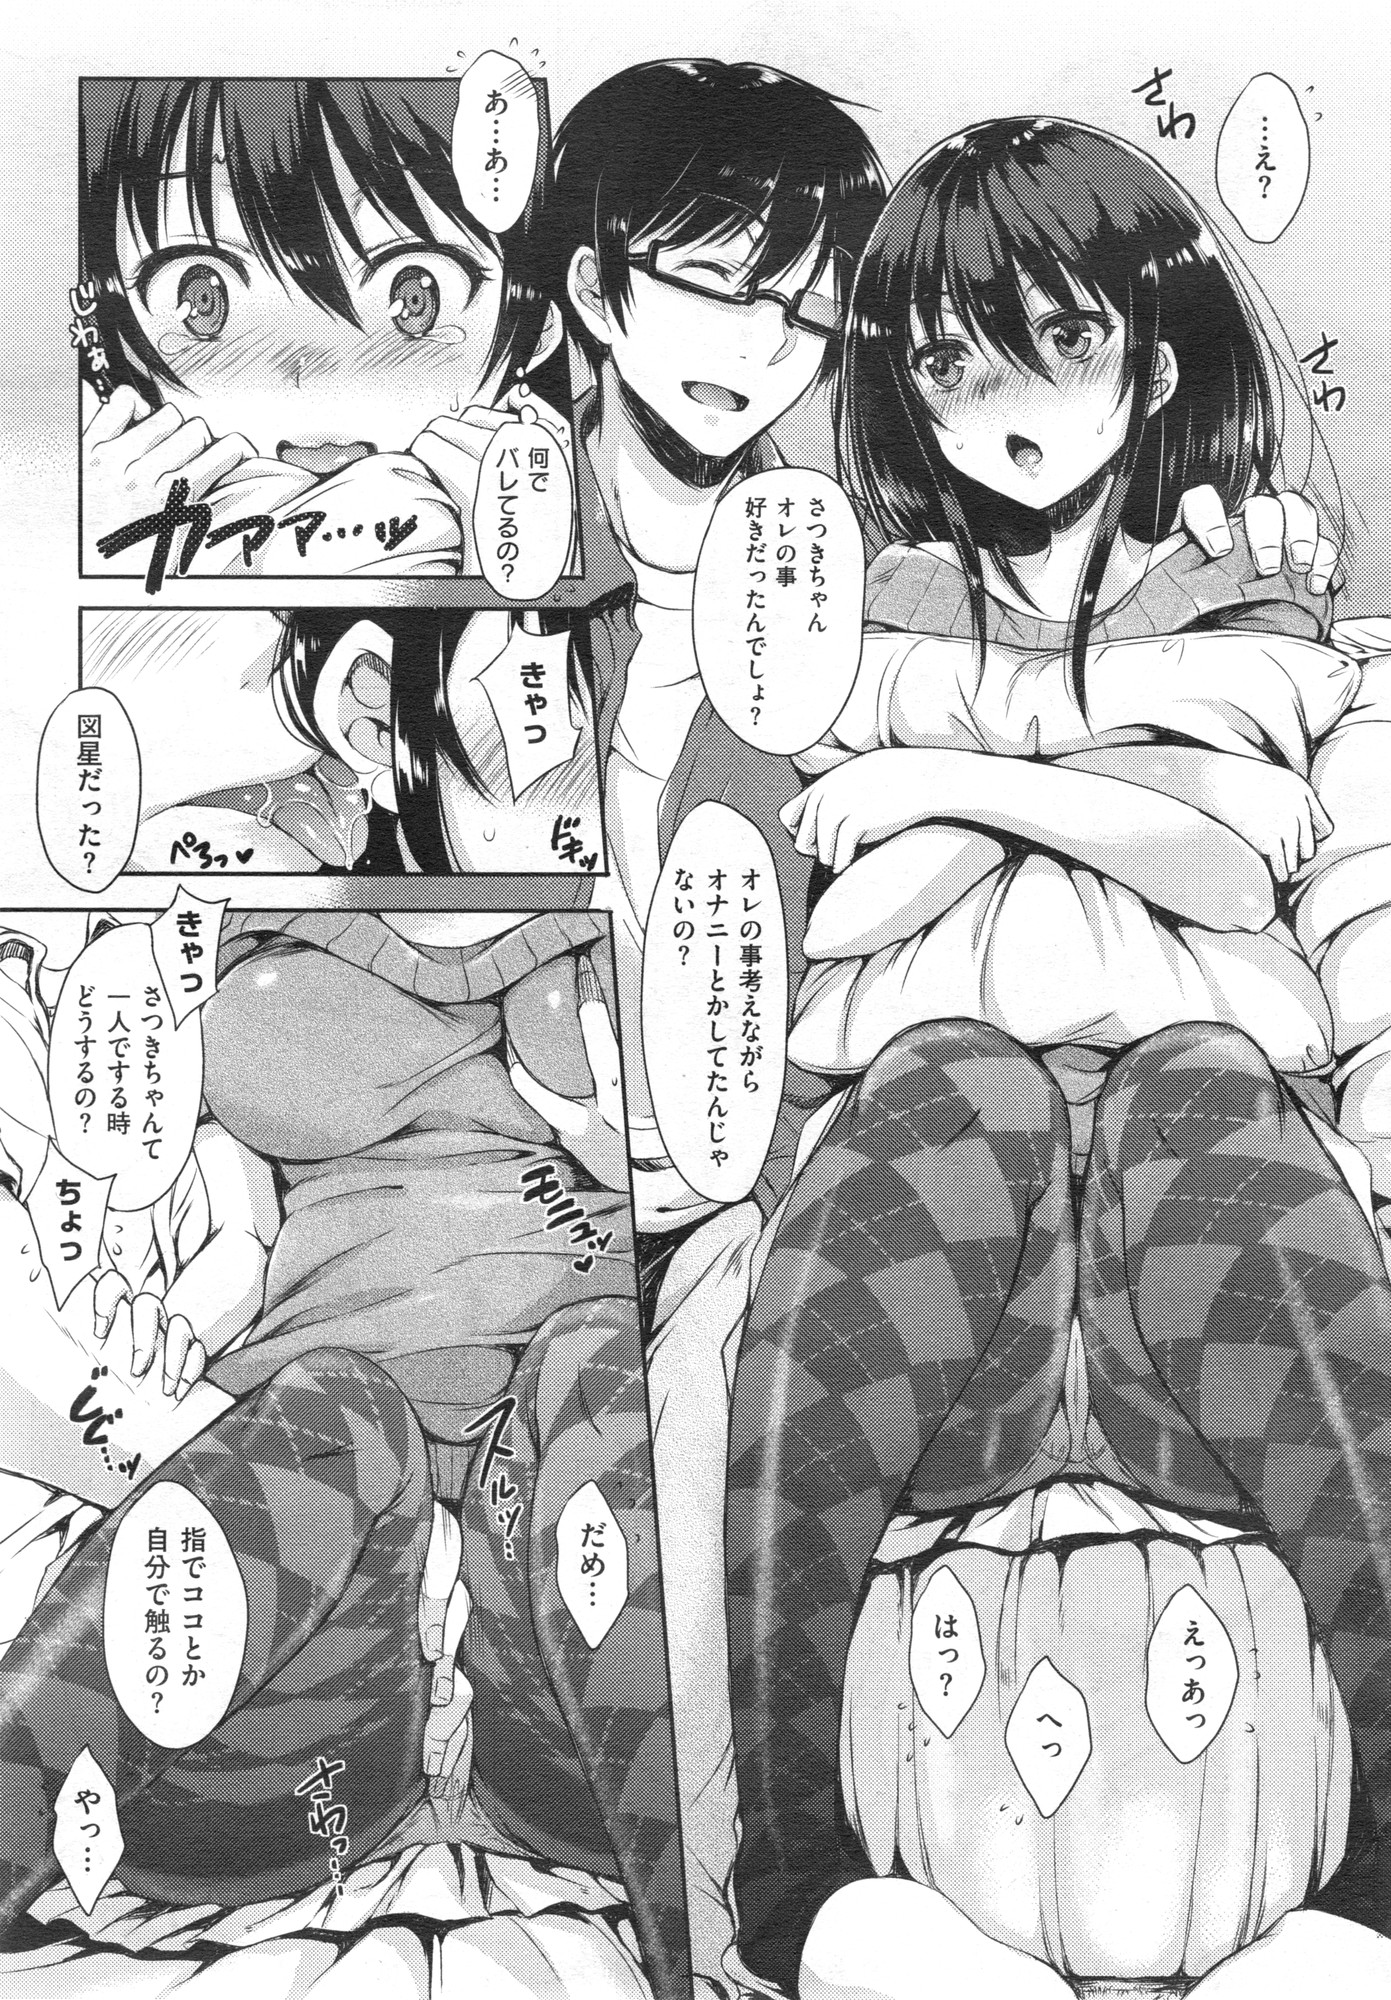 …え?
さわ
さわ
さつきちゃん
オレの事
好きだったんでしょ?
オレの事考えながら
オナニーとかしてたんじゃ
ないの?
えっあっ
へっ
はっ?
あ…あ…
何で
バレてるの?
じわぁ…
カァァァ…ッ
きゃっ
ドキッ
ペろっ♥
図星だった?
きゃっ
さつきちゃんて
一人でする時
どうするの?
ちょっ
モニュッ♥
スルッ…
だめ…
指でココとか
自分で触るの?
さわっ…
やっ…